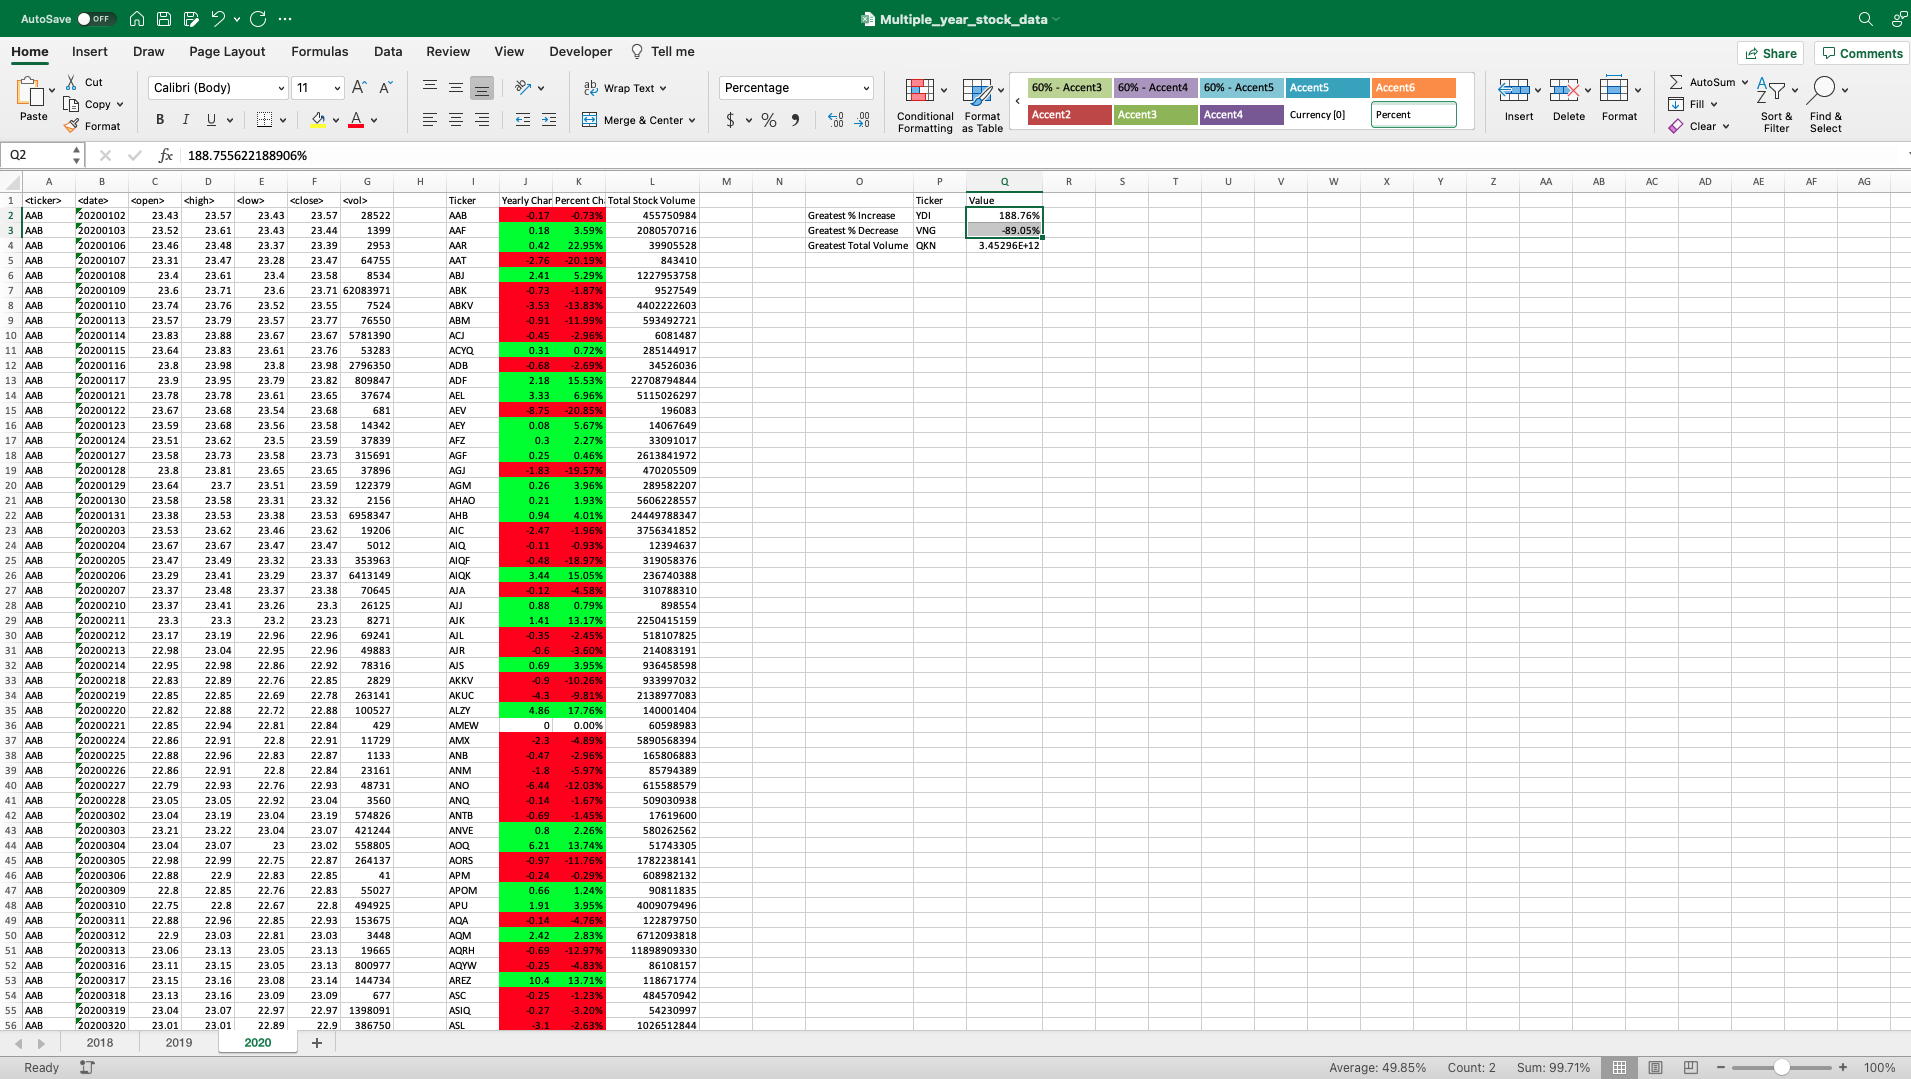 AutoSave OFF Multiple_year_stock_data
Home Insert Draw Page Layout Formulas Data Review View Developer Tell me Share Comments
Paste Cut Copy Format Calibri (Body) 11 Wrap Text Merge & Center Percentage Conditional Formatting Format as Table
60% - Accent3 60% - Accent4 60% - Accent5 Accent5 Accent6
Accent2 Accent3 Accent4 Currency [0] Percent
Insert Delete Format AutoSum Fill Clear Sort & Filter Find & Select
Q2 fx 188.755622188906%
A B C D E F G H I J K L M N O P Q R S T U V W X Y Z AA AB AC AD AE AF AG
1 <ticker> <date> <open> <high> <low> <close> <vol> Ticker Yearly Char Percent Ch Total Stock Volume Ticker Value
2 AAB 20200102 23.43 23.57 23.43 23.57 28522 AAB -0.17 -0.73% 455750984 Greatest % Increase YDI 188.76%
3 AAB 20200103 23.52 23.61 23.43 23.44 1399 AAF 0.18 3.59% 2080570716 Greatest % Decrease VNG -89.05%
4 AAB 20200106 23.46 23.48 23.37 23.39 2953 AAR 0.42 22.95% 39905528 Greatest Total Volume QKN 3.45296E+12
5 AAB 20200107 23.31 23.47 23.28 23.47 64755 AAT -2.76 -20.19% 843410
6 AAB 20200108 23.4 23.61 23.4 23.58 8534 ABJ 2.41 5.29% 1227953758
7 AAB 20200109 23.6 23.71 23.6 23.71 62083971 ABK -0.73 -1.87% 9527549
8 AAB 20200110 23.74 23.76 23.52 23.55 7524 ABKV -3.53 -13.83% 4402222603
9 AAB 20200113 23.57 23.79 23.57 23.77 76550 ABM -0.91 -11.99% 593492721
10 AAB 20200114 23.83 23.88 23.67 23.67 5781390 ACJ -0.45 -2.96% 6081487
11 AAB 20200115 23.64 23.83 23.61 23.76 53283 ACYQ 0.31 0.72% 285144917
12 AAB 20200116 23.8 23.98 23.8 23.98 2796350 ADB -0.68 -2.69% 34526036
13 AAB 20200117 23.9 23.95 23.79 23.82 809847 ADF 2.18 15.53% 22708794844
14 AAB 20200121 23.78 23.78 23.61 23.65 37674 AEL 3.33 6.96% 5115026297
15 AAB 20200122 23.67 23.68 23.54 23.68 681 AEV -8.75 -20.85% 196083
16 AAB 20200123 23.59 23.68 23.56 23.58 14342 AEY 0.08 5.67% 14067649
17 AAB 20200124 23.51 23.62 23.5 23.59 37839 AFZ 0.3 2.27% 33091017
18 AAB 20200127 23.58 23.73 23.58 23.73 315691 AGF 0.25 0.46% 2613841972
19 AAB 20200128 23.8 23.81 23.65 23.65 37896 AGJ -1.83 -19.57% 470205509
20 AAB 20200129 23.64 23.7 23.51 23.59 122379 AGM 0.26 3.96% 289582207
21 AAB 20200130 23.58 23.58 23.31 23.32 2156 AHAO 0.21 1.93% 5606228557
22 AAB 20200131 23.38 23.53 23.38 23.53 6958347 AHB 0.94 4.01% 24449788347
23 AAB 20200203 23.53 23.62 23.46 23.62 19206 AIC -2.47 -1.96% 3756341852
24 AAB 20200204 23.67 23.67 23.47 23.47 5012 AIQ -0.11 -0.93% 12394637
25 AAB 20200205 23.47 23.49 23.32 23.33 353963 AIQF -0.48 -18.97% 319058376
26 AAB 20200206 23.29 23.41 23.29 23.37 6413149 AIQK 3.44 15.05% 236740388
27 AAB 20200207 23.37 23.48 23.37 23.38 70645 AJA -0.12 -4.58% 310788310
28 AAB 20200210 23.37 23.41 23.26 23.3 26125 AJJ 0.88 0.79% 898554
29 AAB 20200211 23.3 23.3 23.2 23.23 8271 AJK 1.41 13.17% 2250415159
30 AAB 20200212 23.17 23.19 22.96 22.96 69241 AJL -0.35 -2.45% 518107825
31 AAB 20200213 22.98 23.04 22.95 22.96 49883 AJR -0.6 -3.60% 214083191
32 AAB 20200214 22.95 22.98 22.86 22.92 78316 AJS 0.69 3.95% 936458598
33 AAB 20200218 22.83 22.89 22.76 22.85 2829 AKKV -0.9 -10.26% 933997032
34 AAB 20200219 22.85 22.85 22.69 22.78 263141 AKUC -4.3 -9.81% 2138977083
35 AAB 20200220 22.82 22.88 22.72 22.88 100527 ALZY 4.86 17.76% 140001404
36 AAB 20200221 22.85 22.94 22.81 22.84 429 AMEW 0 0.00% 60598983
37 AAB 20200224 22.86 22.91 22.8 22.91 11729 AMX -2.3 -4.89% 5890568394
38 AAB 20200225 22.88 22.96 22.83 22.87 1133 ANB -0.47 -2.96% 165806883
39 AAB 20200226 22.86 22.91 22.8 22.84 23161 ANM -1.8 -5.97% 85794389
40 AAB 20200227 22.79 22.93 22.76 22.93 48731 ANO -6.44 -12.03% 615588579
41 AAB 20200228 23.05 23.05 22.92 23.04 3560 ANQ -0.14 -1.67% 509030938
42 AAB 20200302 23.04 23.19 23.04 23.19 574826 ANTB -0.69 -1.45% 17619600
43 AAB 20200303 23.21 23.22 23.04 23.07 421244 ANVE 0.8 2.26% 580262562
44 AAB 20200304 23.04 23.07 23 23.02 558805 AOQ 6.21 13.74% 51743305
45 AAB 20200305 22.98 22.99 22.75 22.87 264137 AORS -0.97 -11.76% 1782238141
46 AAB 20200306 22.88 22.9 22.83 22.85 41 APM -0.24 -0.29% 608982132
47 AAB 20200309 22.8 22.85 22.76 22.83 55027 APOM 0.66 1.24% 90811835
48 AAB 20200310 22.75 22.8 22.67 22.8 494925 APU 1.91 3.95% 4009079496
49 AAB 20200311 22.88 22.96 22.85 22.93 153675 AQA -0.14 -4.76% 122879750
50 AAB 20200312 22.9 23.03 22.81 23.03 3448 AQM 2.42 2.83% 6712093818
51 AAB 20200313 23.06 23.13 23.05 23.13 19665 AQRH -0.69 -12.97% 11898909330
52 AAB 20200316 23.11 23.15 23.05 23.13 800977 AQYW -0.25 -4.83% 86108157
53 AAB 20200317 23.15 23.16 23.08 23.14 144734 AREZ 10.4 13.71% 118671774
54 AAB 20200318 23.13 23.16 23.09 23.09 677 ASC -0.25 -1.23% 484570942
55 AAB 20200319 23.04 23.07 22.97 22.97 1398091 ASIQ -0.27 -3.20% 54230997
56 AAB 20200320 23.01 23.01 22.89 22.9 386750 ASL -3.1 -2.63% 1026512844
2018 2019 2020 +
Ready Average: 49.85% Count: 2 Sum: 99.71% 100%